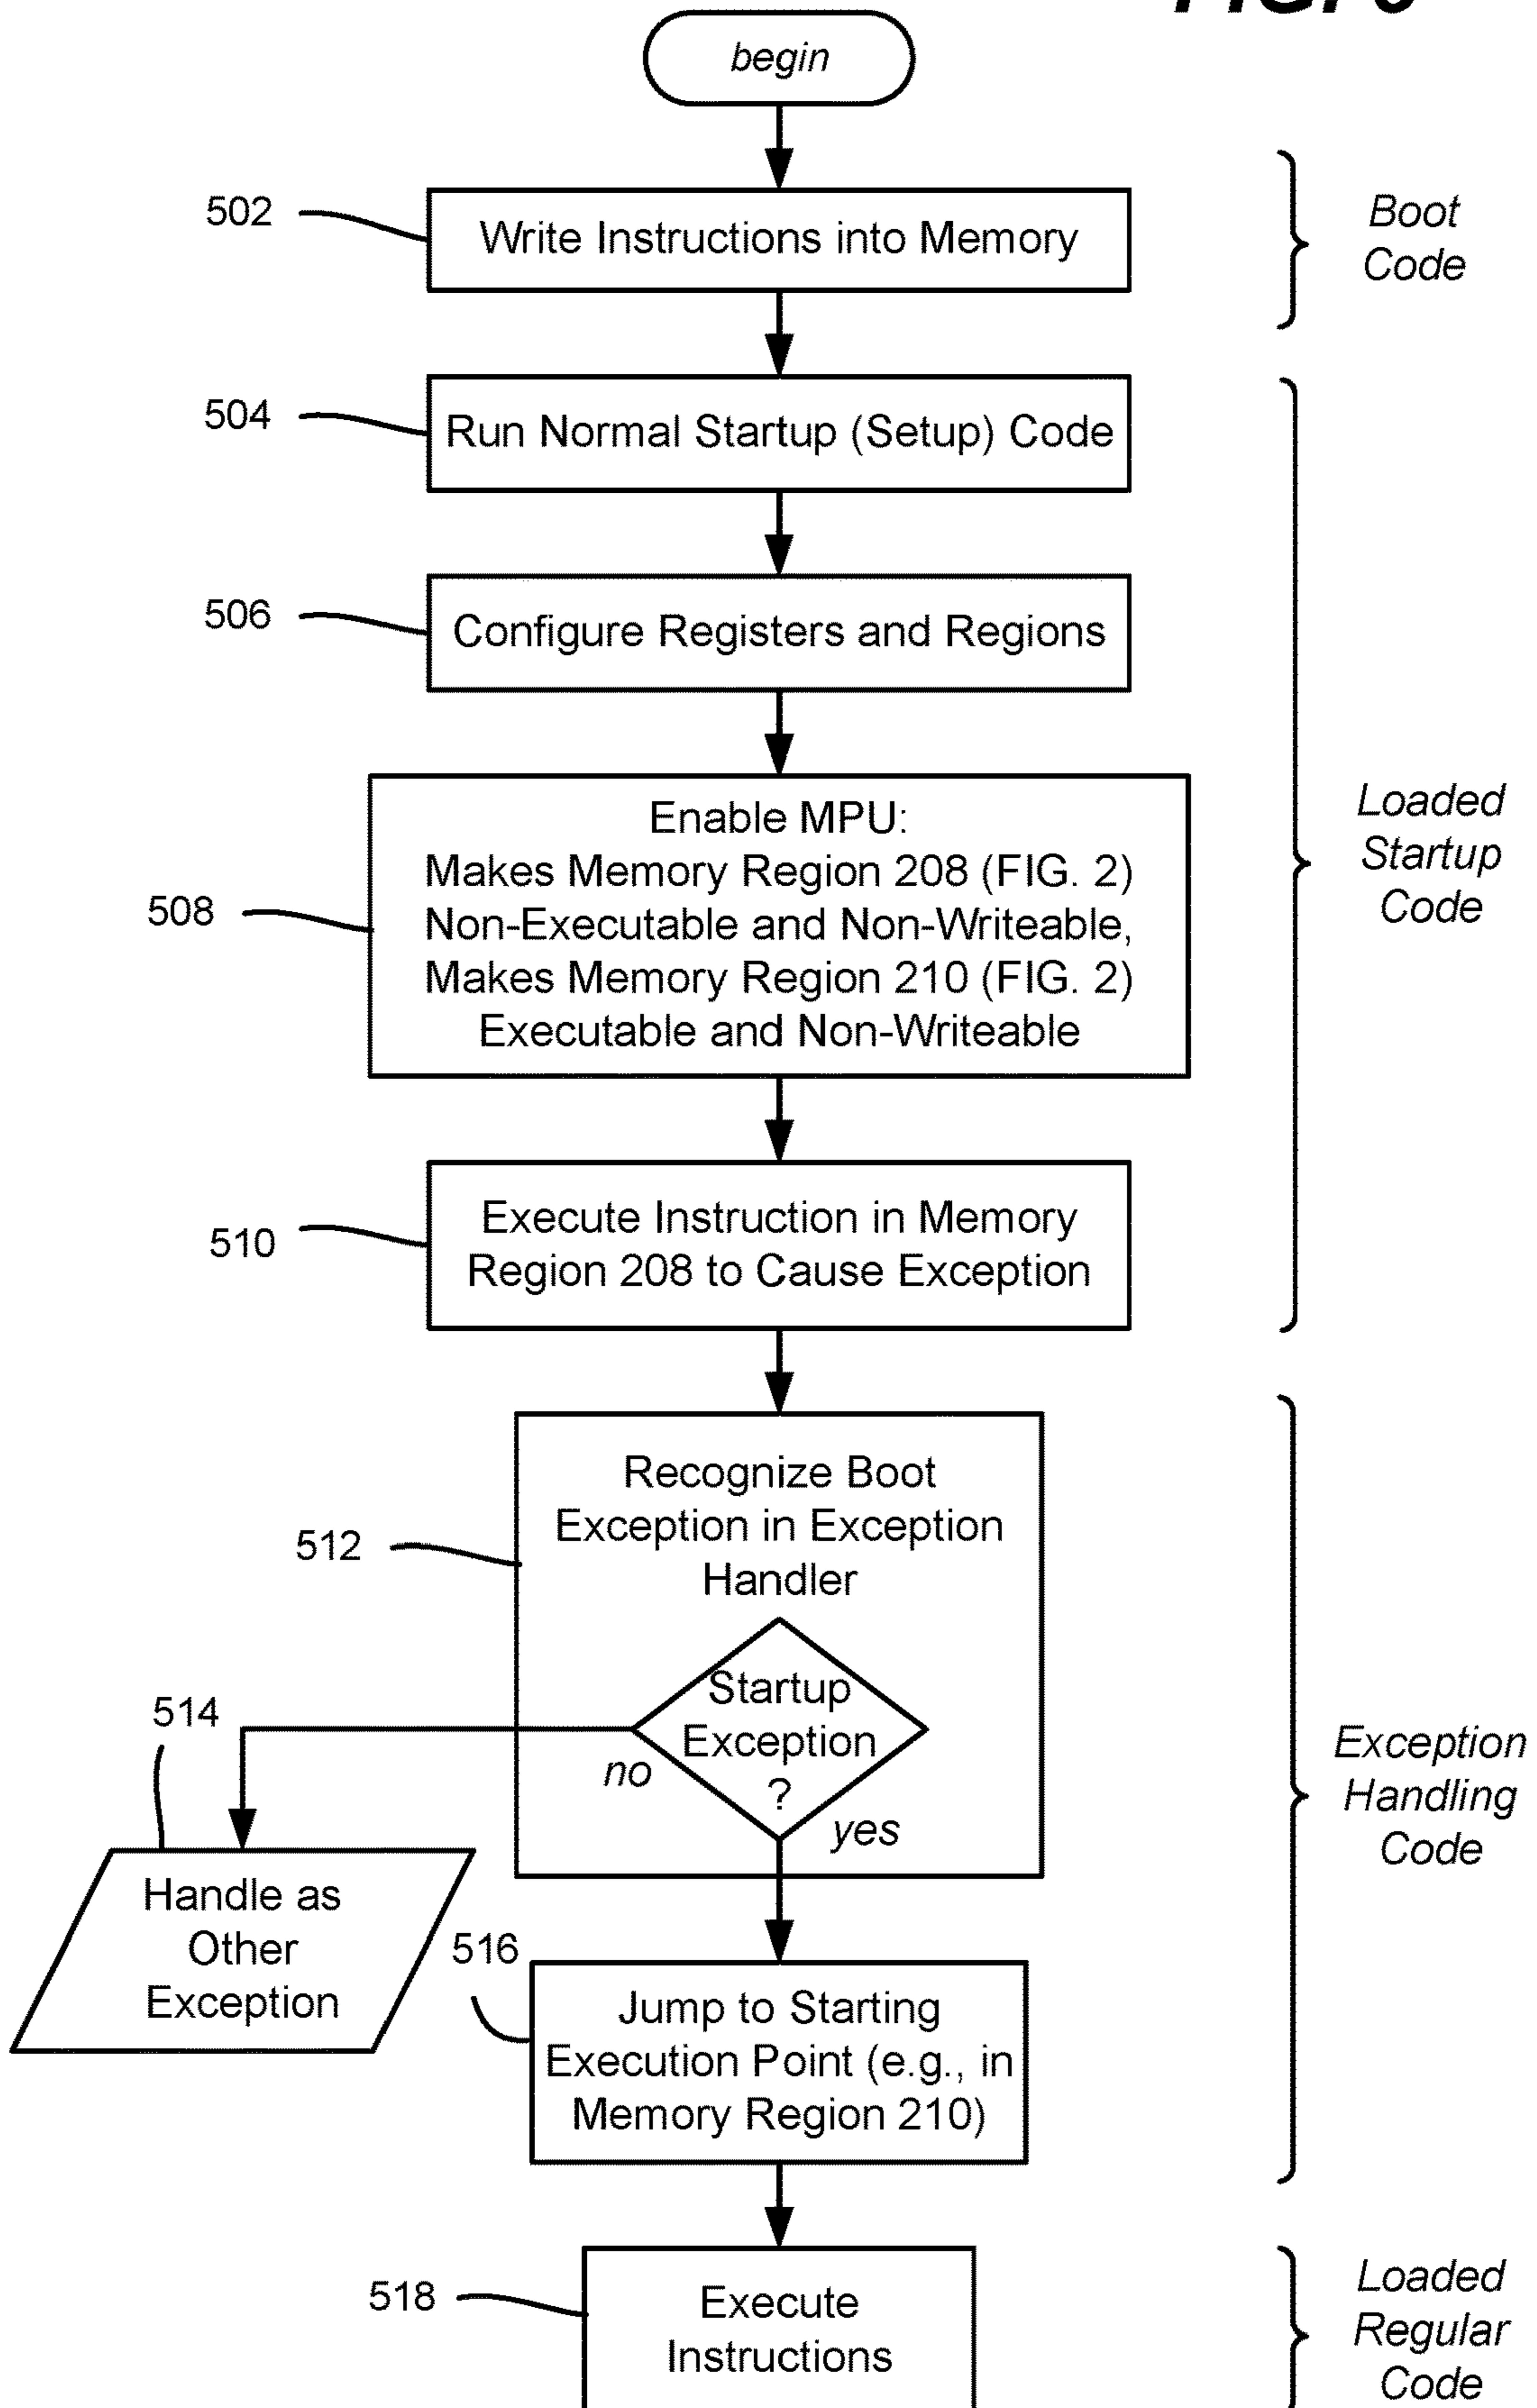 begin
502
Write Instructions into Memory
Boot
Code
504
Run Normal Startup (Setup) Code
506
Configure Registers and Regions
508
Enable MPU:
Makes Memory Region 208 (FIG. 2)
Non-Executable and Non-Writeable,
Makes Memory Region 210 (FIG. 2)
Executable and Non-Writeable
Loaded
Startup
Code
510
Execute Instruction in Memory
Region 208 to Cause Exception
512
Recognize Boot
Exception in Exception
Handler
Startup
Exception
?
no
yes
514
Handle as
Other
Exception
Exception
Handling
Code
516
Jump to Starting
Execution Point (e.g., in
Memory Region 210)
518
Execute
Instructions
Loaded
Regular
Code